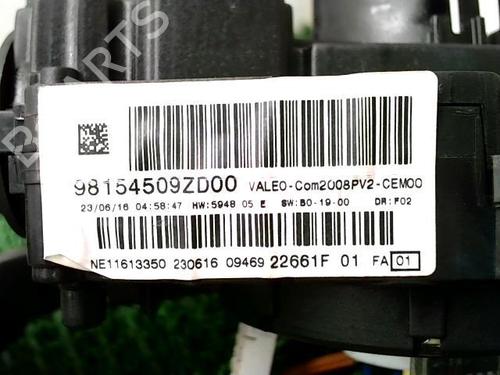 B-PARTS
98154509ZD00 VALEO-Com2008PV2-CEM00
23/06/16 04:58:47 HW:5948 05 E SW:B0-19-00 DR:F02
NE11613350 230616 09469 22661F 01 FA 01